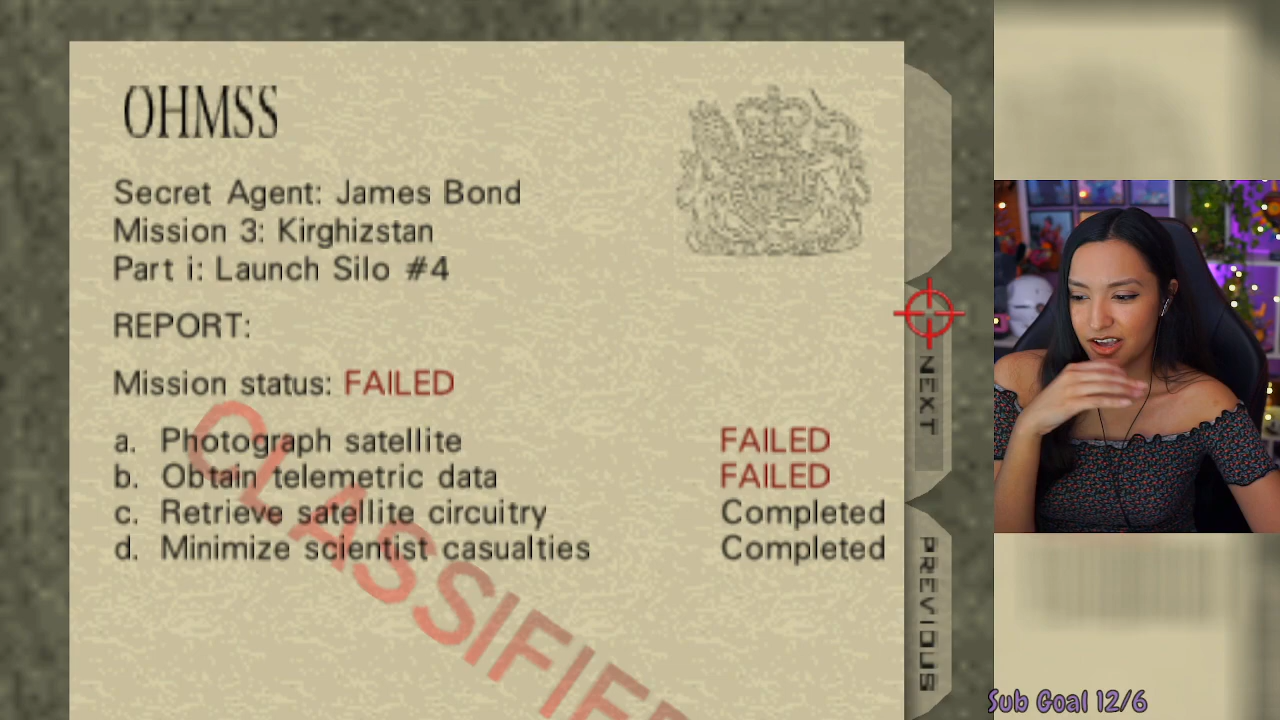 OHMSS
Secret Agent: James Bond
Mission 3: Kirghizstan
Part i: Launch Silo #4
REPORT:
Mission status: FAILED
a. Photograph satellite FAILED
b. Obtain telemetric data FAILED
c. Retrieve satellite circuitry Completed
d. Minimize scientist casualties Completed
CLASSIFIE
NEXT
PREVIOUS
Sub Goal 12/6